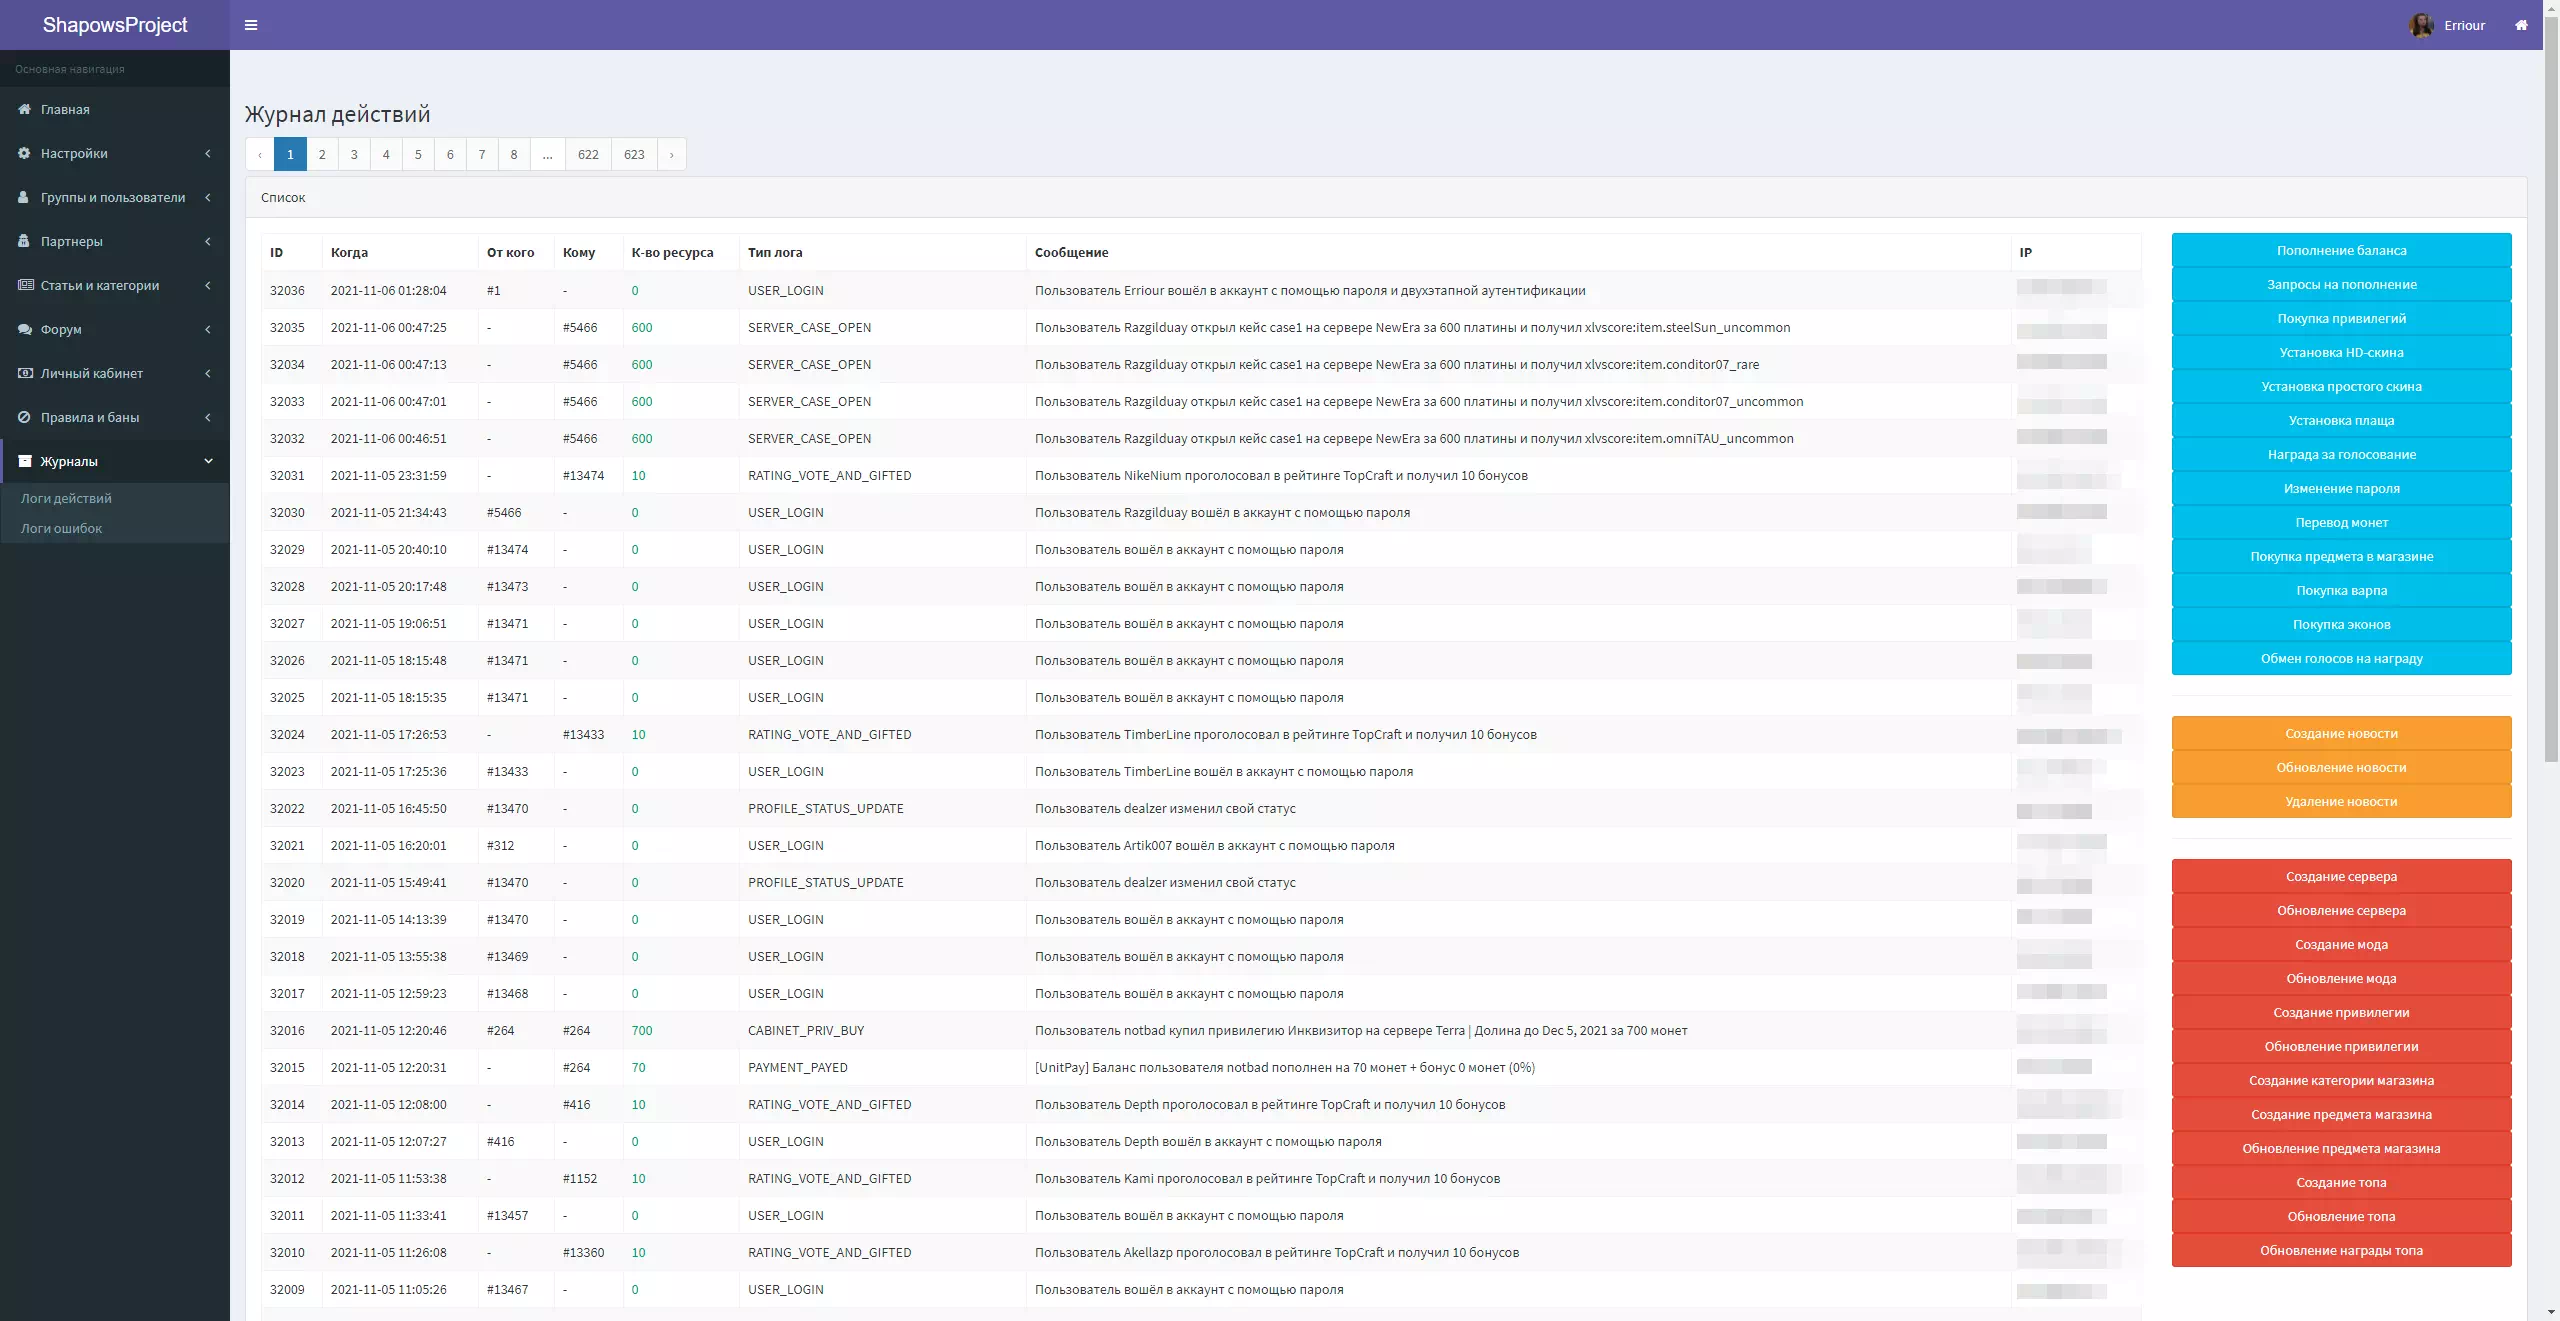 ShapowsProject
Erriour
Основная навигация
Главная
Настройки
Группы и пользователи
Партнеры
Статьи и категории
Форум
Личный кабинет
Правила и баны
Журналы
Логи действий
Логи ошибок
Журнал действий
‹ 1 2 3 4 5 6 7 8 ... 622 623 ›
Список
ID Когда От кого Кому К-во ресурса Тип лога Сообщение IP
32036 2021-11-06 01:28:04 #1 - 0 USER_LOGIN Пользователь Erriour вошёл в аккаунт с помощью пароля и двухэтапной аутентификации
32035 2021-11-06 00:47:25 - #5466 600 SERVER_CASE_OPEN Пользователь Razgilduay открыл кейс case1 на сервере NewEra за 600 платины и получил xlvscore:item.steelSun_uncommon
32034 2021-11-06 00:47:13 - #5466 600 SERVER_CASE_OPEN Пользователь Razgilduay открыл кейс case1 на сервере NewEra за 600 платины и получил xlvscore:item.conditor07_rare
32033 2021-11-06 00:47:01 - #5466 600 SERVER_CASE_OPEN Пользователь Razgilduay открыл кейс case1 на сервере NewEra за 600 платины и получил xlvscore:item.conditor07_uncommon
32032 2021-11-06 00:46:51 - #5466 600 SERVER_CASE_OPEN Пользователь Razgilduay открыл кейс case1 на сервере NewEra за 600 платины и получил xlvscore:item.omniTAU_uncommon
32031 2021-11-05 23:31:59 - #13474 10 RATING_VOTE_AND_GIFTED Пользователь NikeNium проголосовал в рейтинге TopCraft и получил 10 бонусов
32030 2021-11-05 21:34:43 #5466 - 0 USER_LOGIN Пользователь Razgilduay вошёл в аккаунт с помощью пароля
32029 2021-11-05 20:40:10 #13474 - 0 USER_LOGIN Пользователь вошёл в аккаунт с помощью пароля
32028 2021-11-05 20:17:48 #13473 - 0 USER_LOGIN Пользователь вошёл в аккаунт с помощью пароля
32027 2021-11-05 19:06:51 #13471 - 0 USER_LOGIN Пользователь вошёл в аккаунт с помощью пароля
32026 2021-11-05 18:15:48 #13471 - 0 USER_LOGIN Пользователь вошёл в аккаунт с помощью пароля
32025 2021-11-05 18:15:35 #13471 - 0 USER_LOGIN Пользователь вошёл в аккаунт с помощью пароля
32024 2021-11-05 17:26:53 - #13433 10 RATING_VOTE_AND_GIFTED Пользователь TimberLine проголосовал в рейтинге TopCraft и получил 10 бонусов
32023 2021-11-05 17:25:36 #13433 - 0 USER_LOGIN Пользователь TimberLine вошёл в аккаунт с помощью пароля
32022 2021-11-05 16:45:50 #13470 - 0 PROFILE_STATUS_UPDATE Пользователь dealzer изменил свой статус
32021 2021-11-05 16:20:01 #312 - 0 USER_LOGIN Пользователь Artik007 вошёл в аккаунт с помощью пароля
32020 2021-11-05 15:49:41 #13470 - 0 PROFILE_STATUS_UPDATE Пользователь dealzer изменил свой статус
32019 2021-11-05 14:13:39 #13470 - 0 USER_LOGIN Пользователь вошёл в аккаунт с помощью пароля
32018 2021-11-05 13:55:38 #13469 - 0 USER_LOGIN Пользователь вошёл в аккаунт с помощью пароля
32017 2021-11-05 12:59:23 #13468 - 0 USER_LOGIN Пользователь вошёл в аккаунт с помощью пароля
32016 2021-11-05 12:20:46 #264 #264 700 CABINET_PRIV_BUY Пользователь notbad купил привилегию Инквизитор на сервере Terra | Долина до Dec 5, 2021 за 700 монет
32015 2021-11-05 12:20:31 - #264 70 PAYMENT_PAYED [UnitPay] Баланс пользователя notbad пополнен на 70 монет + бонус 0 монет (0%)
32014 2021-11-05 12:08:00 - #416 10 RATING_VOTE_AND_GIFTED Пользователь Depth проголосовал в рейтинге TopCraft и получил 10 бонусов
32013 2021-11-05 12:07:27 #416 - 0 USER_LOGIN Пользователь Depth вошёл в аккаунт с помощью пароля
32012 2021-11-05 11:53:38 - #1152 10 RATING_VOTE_AND_GIFTED Пользователь Kami проголосовал в рейтинге TopCraft и получил 10 бонусов
32011 2021-11-05 11:33:41 #13457 - 0 USER_LOGIN Пользователь вошёл в аккаунт с помощью пароля
32010 2021-11-05 11:26:08 - #13360 10 RATING_VOTE_AND_GIFTED Пользователь Akellazp проголосовал в рейтинге TopCraft и получил 10 бонусов
32009 2021-11-05 11:05:26 #13467 - 0 USER_LOGIN Пользователь вошёл в аккаунт с помощью пароля
Пополнение баланса
Запросы на пополнение
Покупка привилегий
Установка HD-скина
Установка простого скина
Установка плаща
Награда за голосование
Изменение пароля
Перевод монет
Покупка предмета в магазине
Покупка варпа
Покупка эконов
Обмен голосов на награду
Создание новости
Обновление новости
Удаление новости
Создание сервера
Обновление сервера
Создание мода
Обновление мода
Создание привилегии
Обновление привилегии
Создание категории магазина
Создание предмета магазина
Обновление предмета магазина
Создание топа
Обновление топа
Обновление награды топа